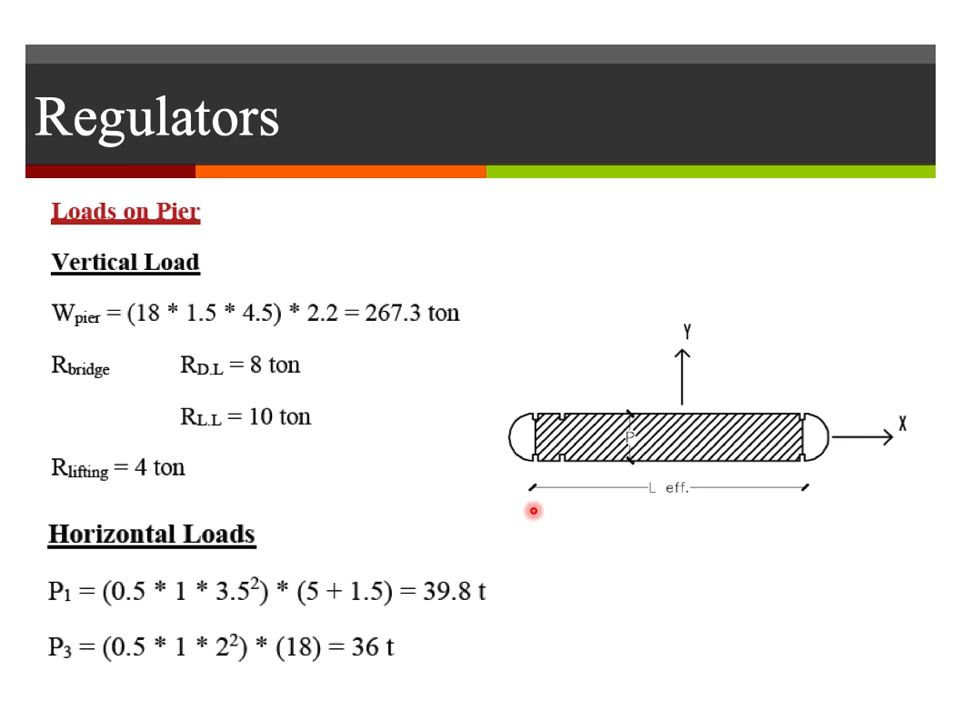 Regulators
Loads on Pier
Vertical Load
Wpier = (18 * 1.5 * 4.5) * 2.2 = 267.3 ton
Rbridge RD.L = 8 ton
RL.L = 10 ton
Rlifting = 4 ton
Y
X
P
L eff.
Horizontal Loads
P1 = (0.5 * 1 * 3.5²) * (5 + 1.5) = 39.8 t
P3 = (0.5 * 1 * 2²) * (18) = 36 t